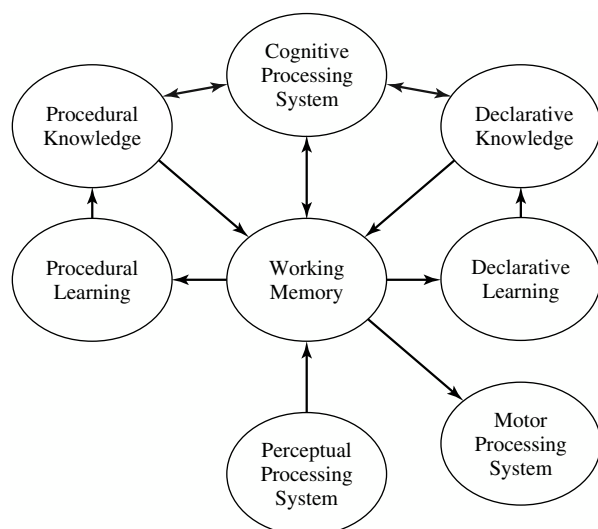 Cognitive
Processing
System
Procedural
Knowledge
Declarative
Knowledge
Procedural
Learning
Working
Memory
Declarative
Learning
Perceptual
Processing
System
Motor
Processing
System